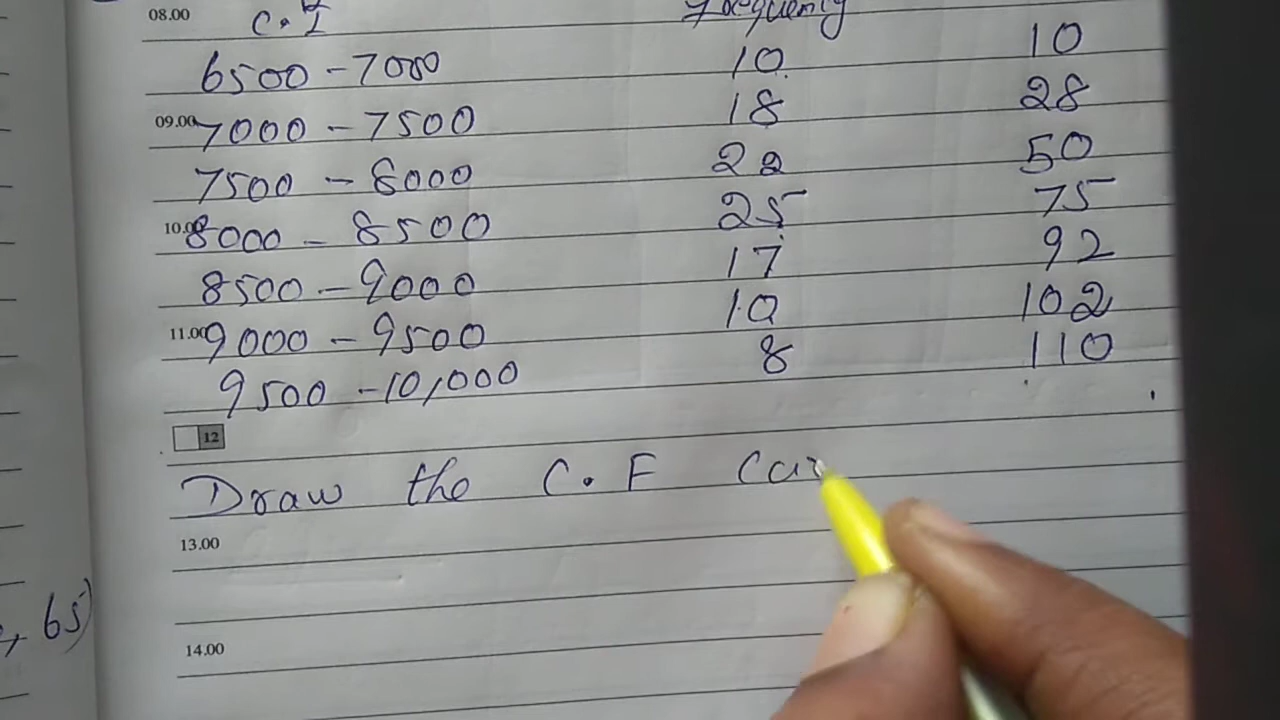 08.00 C.I Frequency
6500-7000 10 10
09.00 7000-7500 18 28
7500-8000 22 50
10.00 8000-8500 25 75
8500-9000 17 92
11.00 9000-9500 10 102
9500-10,000 8 110
12
Draw the C.F
13.00
, 65)
14.00